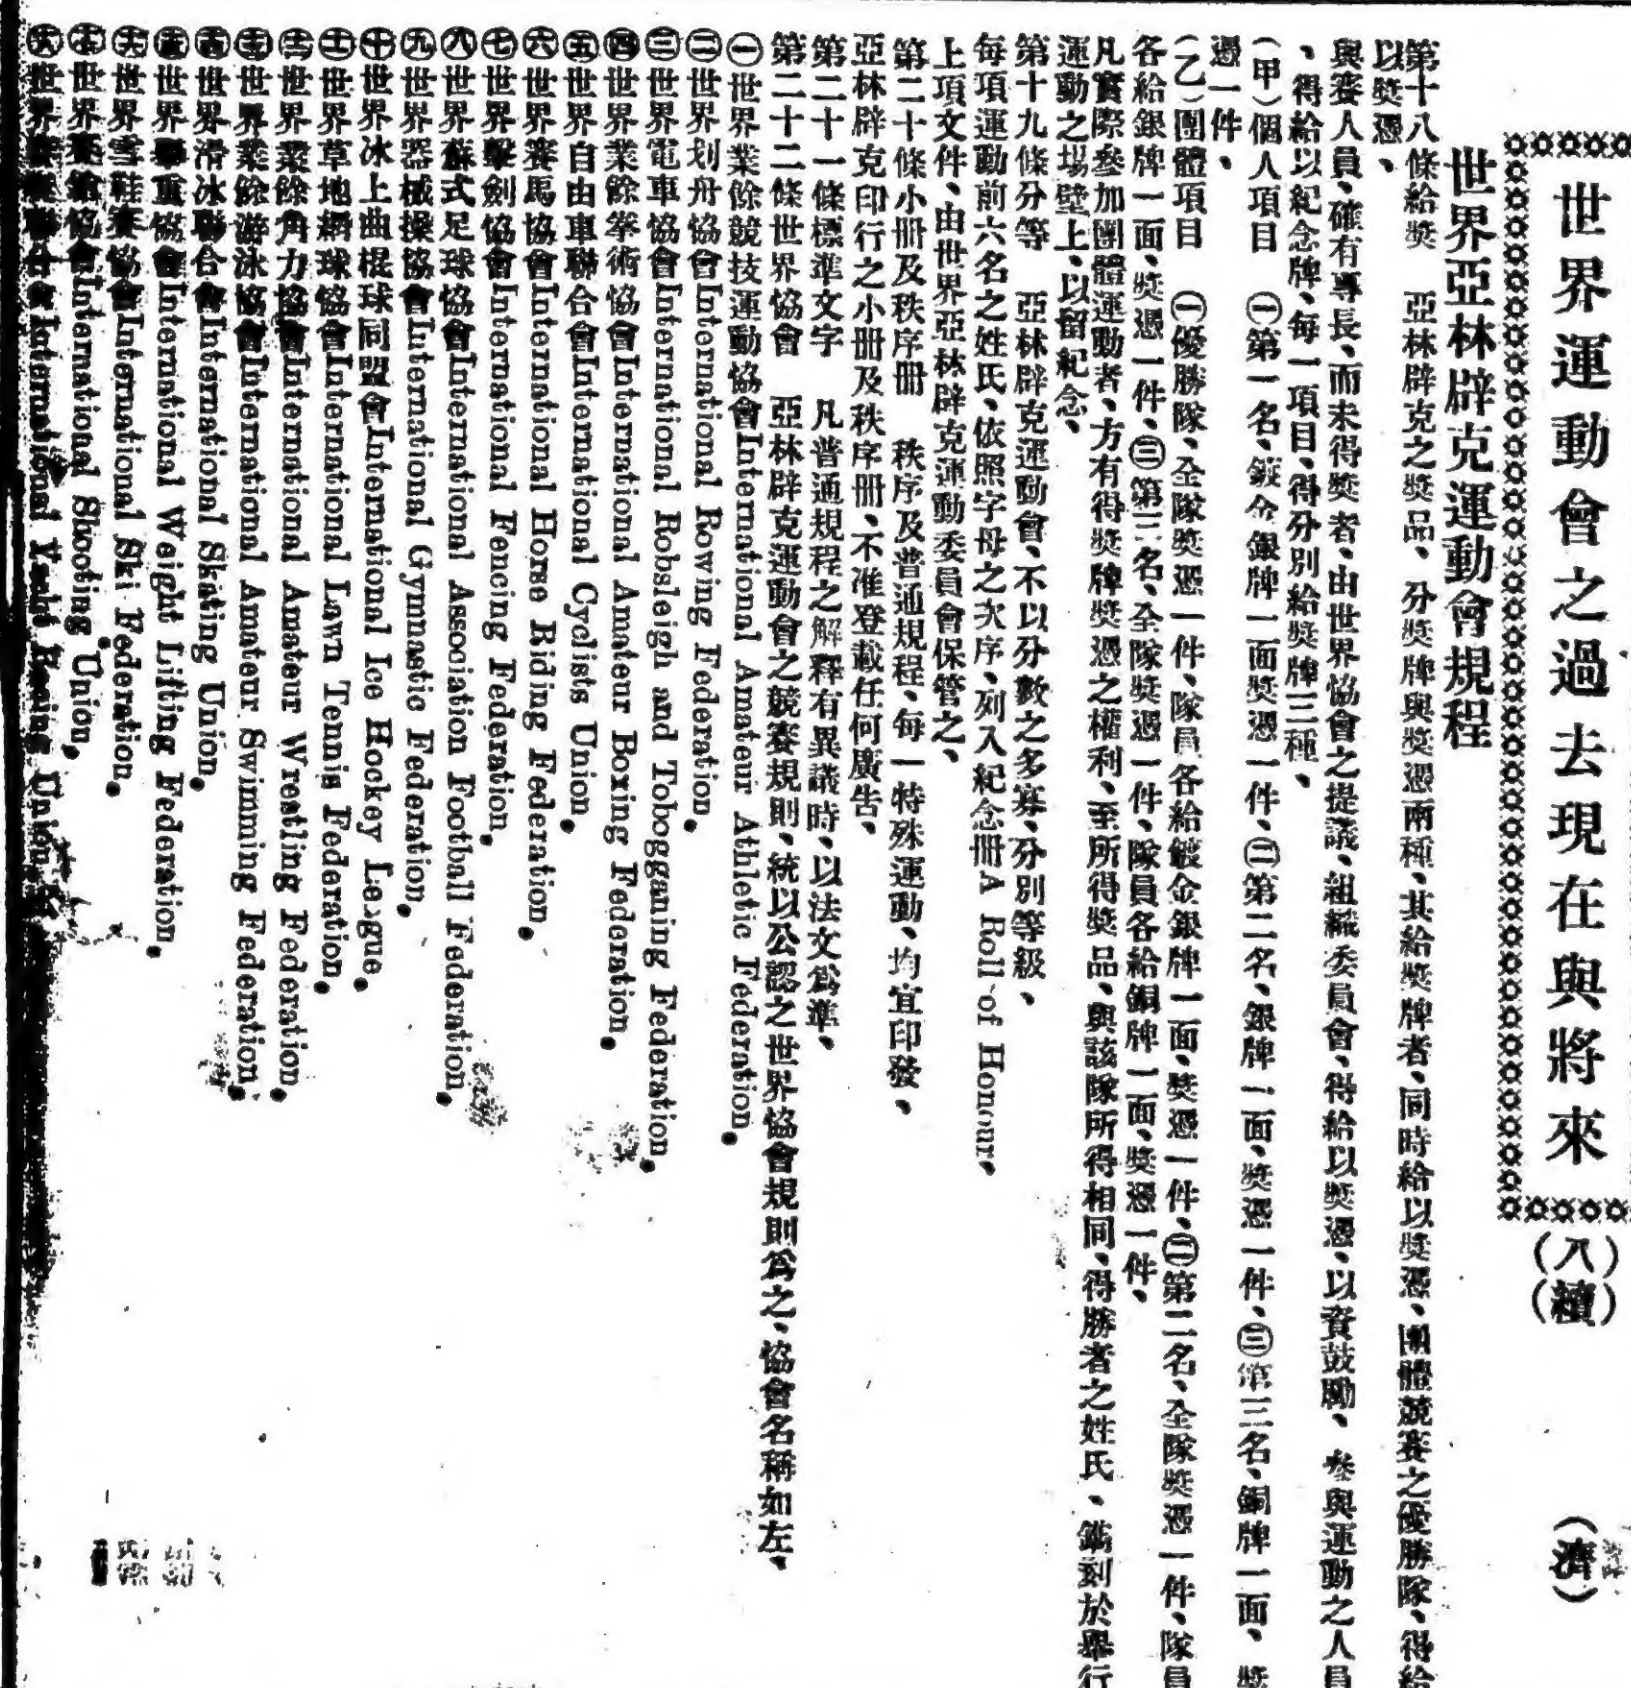 世界運動會之過去現在與將來
(八)
(續)
(濟)
世界亞林辟克運動會規程
第十八條給獎　亞林辟克之獎品、分獎牌與獎憑兩種、其給獎牌者、同時給以獎憑、團體競賽之優勝隊、得給
以獎憑、
與賽人員、確有專長、而未得獎者、由世界協會之提議、組織委員會、得給以獎憑、以資鼓勵、參與運動之人員
、得給以紀念牌、每一項目、得分別給獎牌三種、
(甲)個人項目　㊀第一名、鍍金銀牌一面獎憑一件、㊁第二名、銀牌一面、獎憑一件、㊂第三名、銅牌一面、獎
憑一件、
(乙)團體項目　㊀優勝隊、全隊獎憑一件、隊員各給鍍金銀牌一面、獎憑一件、㊁第二名、全隊獎憑一件、隊員
各給銀牌一面、獎憑一件、㊂第三名、全隊獎憑一件、隊員各給銅牌一面、獎憑一件、
凡實際參加團體運動者、方有得獎牌獎憑之權利、至所得獎品、與該隊所得相同、得勝者之姓氏、鐫刻於舉行
運動之場壁上、以留紀念、
第十九條分等　亞林辟克運動會、不以分數之多寡、分別等級、
每項運動前六名之姓氏、依照字母之次序、列入紀念冊A Roll of Honour、
上項文件、由世界亞林辟克運動委員會保管之、
第二十條小冊及秩序冊　秩序及普通規程、每一特殊運動、均宜印發、
亞林辟克印行之小冊及秩序冊、不准登載任何廣告、
第二十一條標準文字　凡普通規程之解釋有異議時、以法文爲準、
第二十二條世界協會　亞林辟克運動會之競賽規則、統以公認之世界協會規則爲之、協會名稱如左、
㊀世界業餘競技運動協會International Amateur Athletic Federation.
㊁世界划舟協會International Rowing Federation.
㊂世界電車協會International Robsleigh and Tobogganing Federation.
㊃世界業餘拳術協會International Amateur Boxing Federation.
㊄世界自由車聯合會International Cyclists Union.
㊅世界賽馬協會International Horse Riding Federation.
㊆世界擊劍協會International Fencing Federation.
㊇世界蘇式足球協會International Association Football Federation.
㊈世界器械操協會International Gymnastic Federation.
㊉世界冰上曲棍球同盟會International Ice Hockey League.
世界草地網球協會International Lawn Tennis Federation.
世界業餘角力協會International Amateur Wrestling Federation.
世界業餘游泳協會International Amateur Swimming Federation.
世界滑冰聯合會International Skating Union.
世界舉重協會International Weight Lifting Federation.
世界雪鞋賽協會International Ski Federation.
世界協會International Shooting Union.
世界聯合會International Yacht Racing Union.